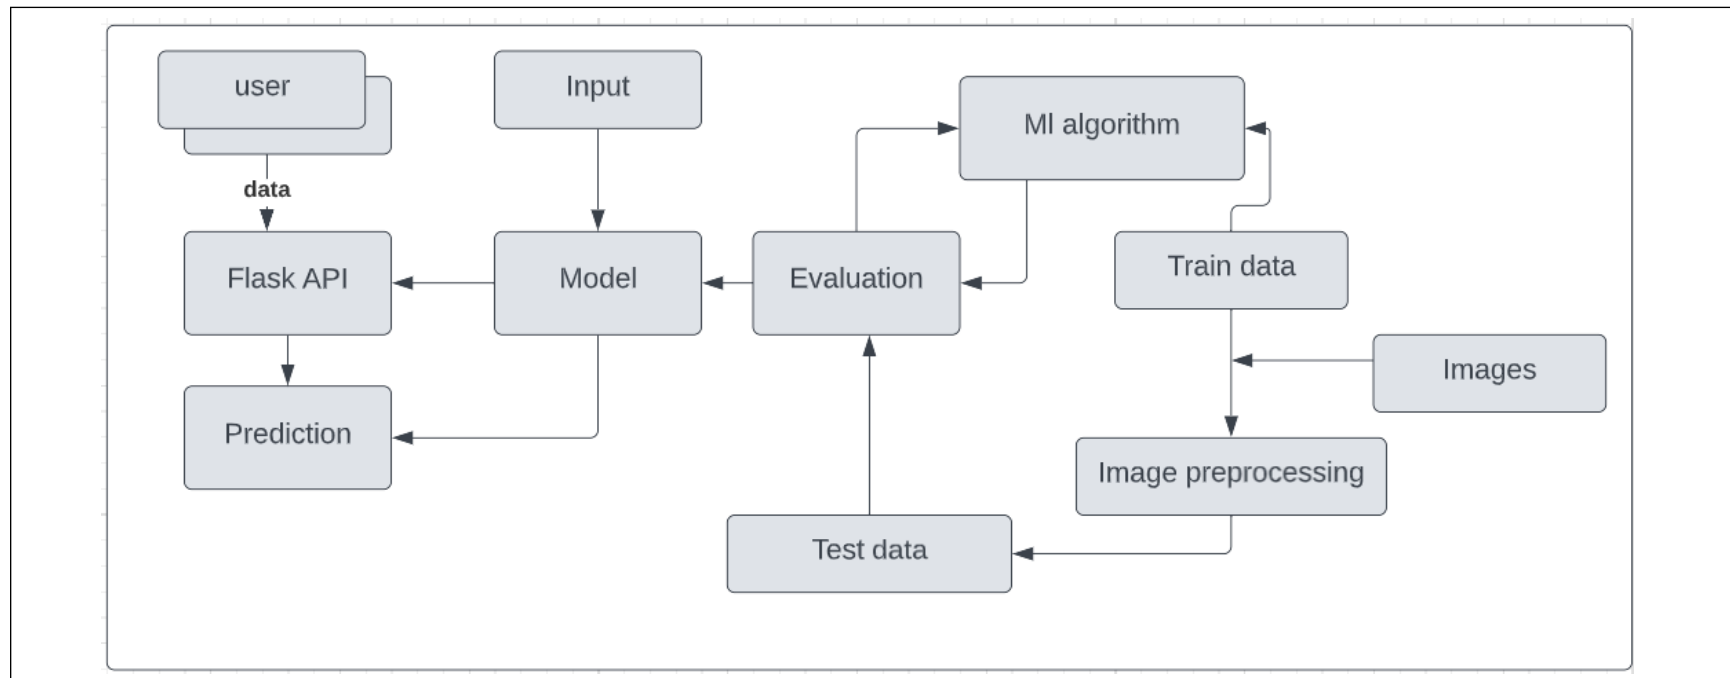 user
Input
Ml algorithm
data
Flask API
Model
Evaluation
Train data
Images
Prediction
Image preprocessing
Test data